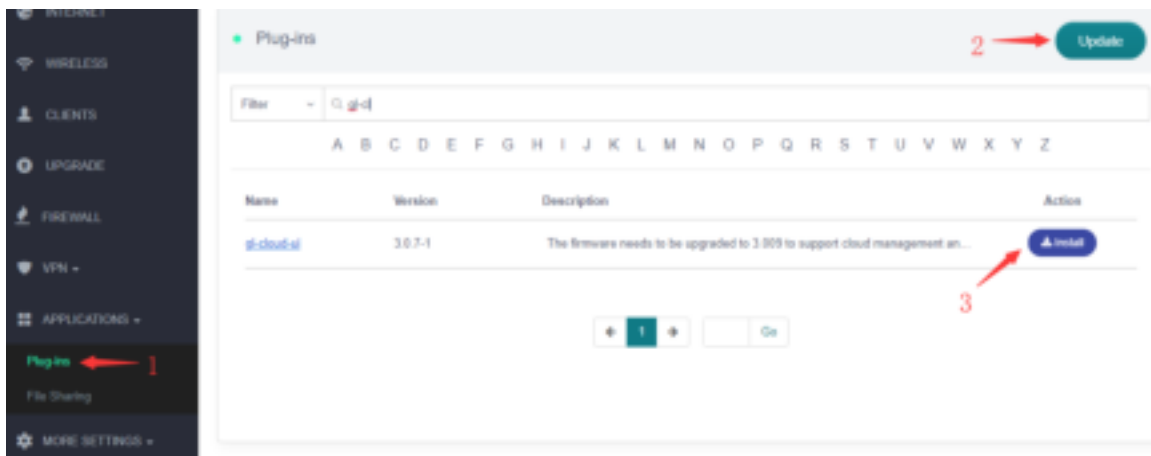 INTERNET
WIRELESS
CLIENTS
UPGRADE
FIREWALL
VPN
APPLICATIONS
Plug-ins 1
File Sharing
MORE SETTINGS
Plug-ins
2 Update
Filter gl-cl
A B C D E F G H I J K L M N O P Q R S T U V W X Y Z
Name Version Description Action
gl-cloud-ui 3.0.7-1 The firmware needs to be upgraded to 3.009 to support cloud management an... Install
3
1 Go